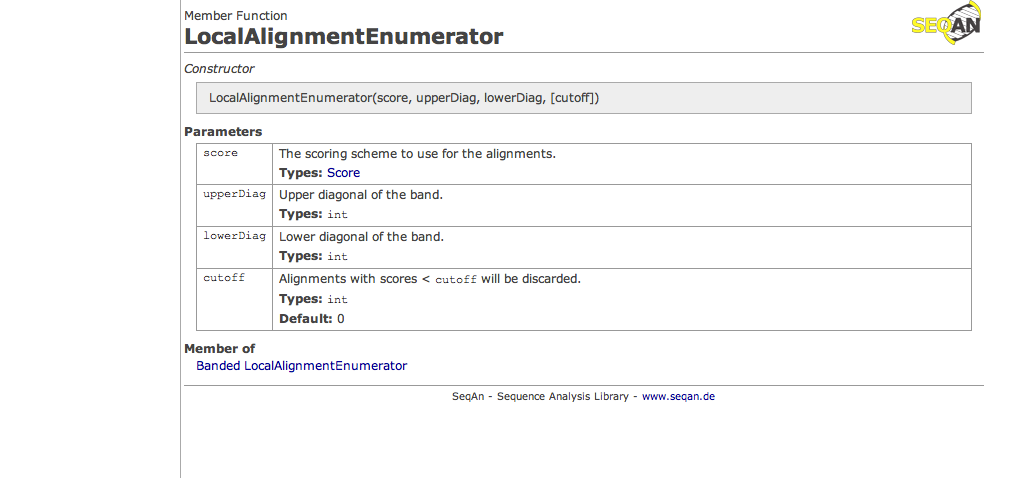 Member Function
LocalAlignmentEnumerator
SEQAN
Constructor
LocalAlignmentEnumerator(score, upperDiag, lowerDiag, [cutoff])
Parameters
score
The scoring scheme to use for the alignments.
Types: Score
upperDiag
Upper diagonal of the band.
Types: int
lowerDiag
Lower diagonal of the band.
Types: int
cutoff
Alignments with scores < cutoff will be discarded.
Types: int
Default: 0
Member of
Banded LocalAlignmentEnumerator
SeqAn - Sequence Analysis Library - www.seqan.de